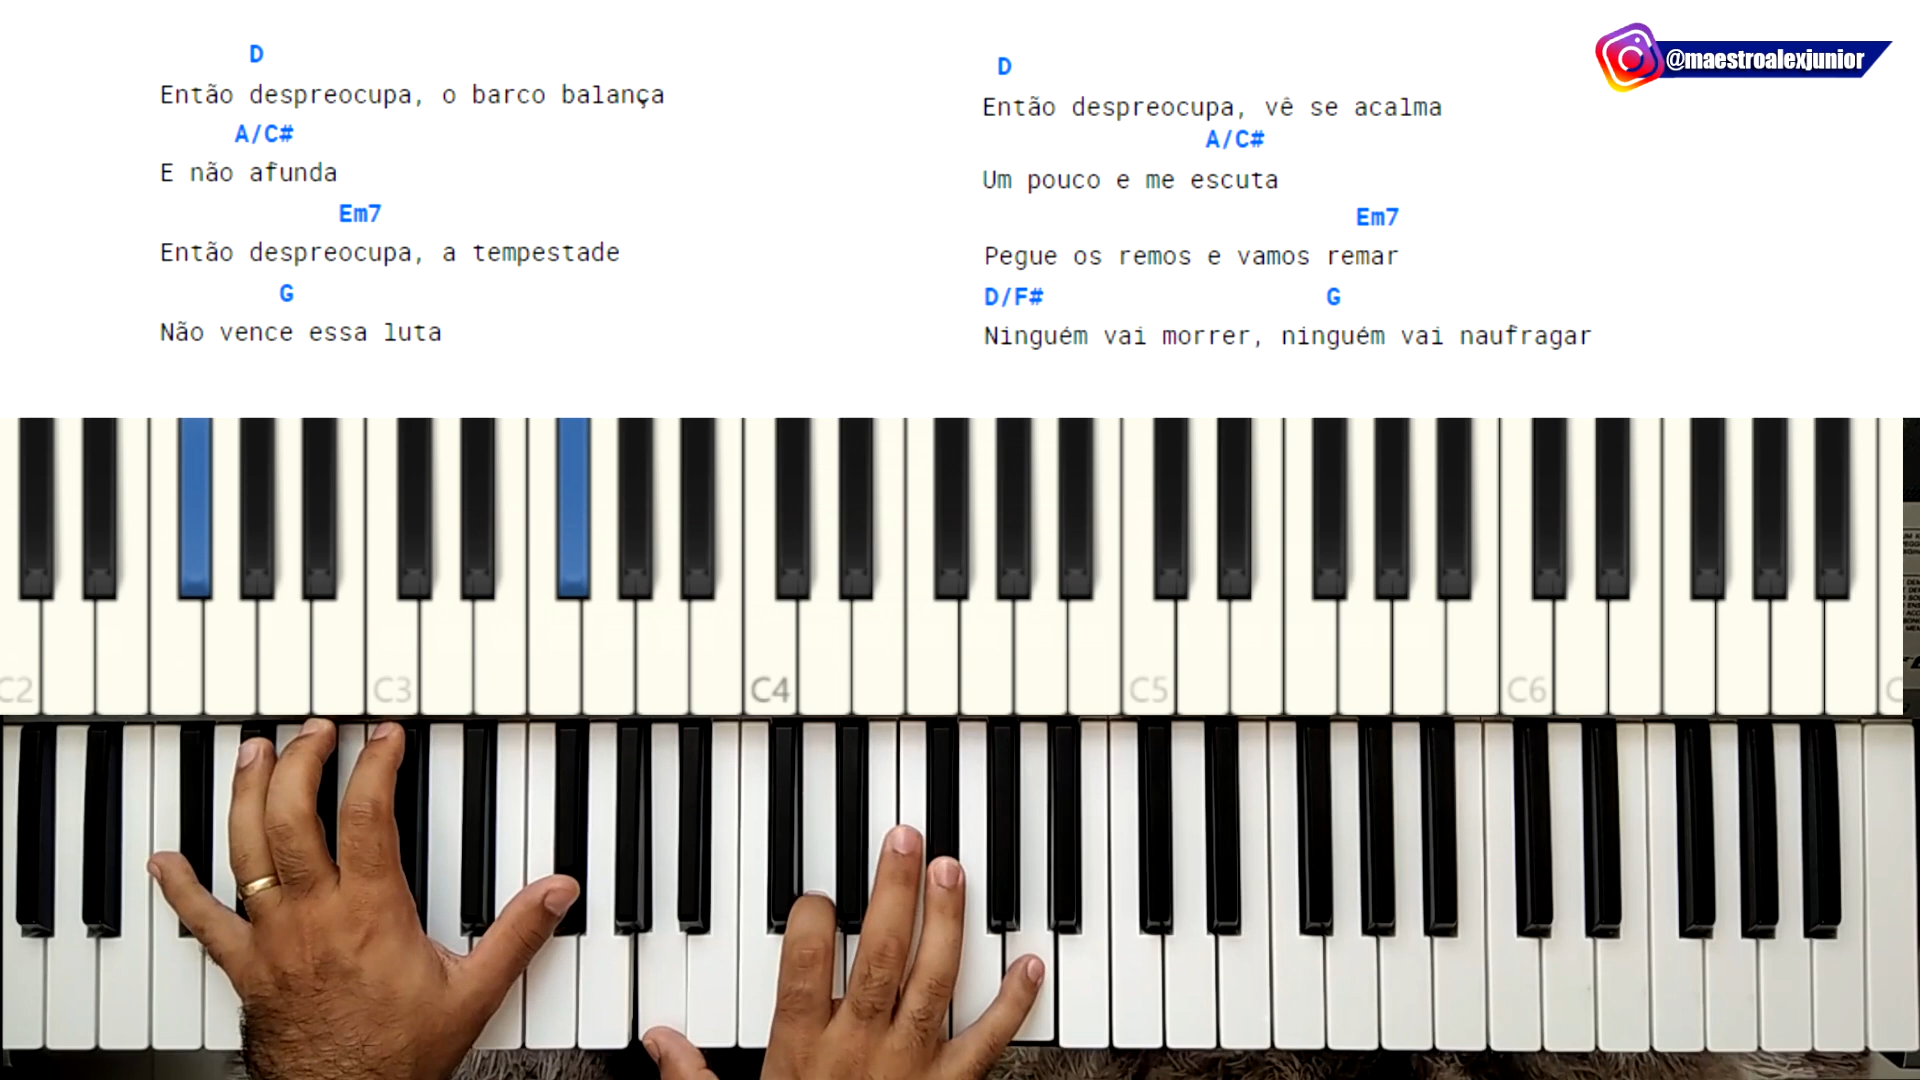 D
Então despreocupa, o barco balança
A/C#
E não afunda
Em7
Então despreocupa, a tempestade
G
Não vence essa luta
D
Então despreocupa, vê se acalma
A/C#
Um pouco e me escuta
Em7
Pegue os remos e vamos remar
D/F# G
Ninguém vai morrer, ninguém vai naufragar
@maestroalexjunior
C2 C3 C4 C5 C6 C